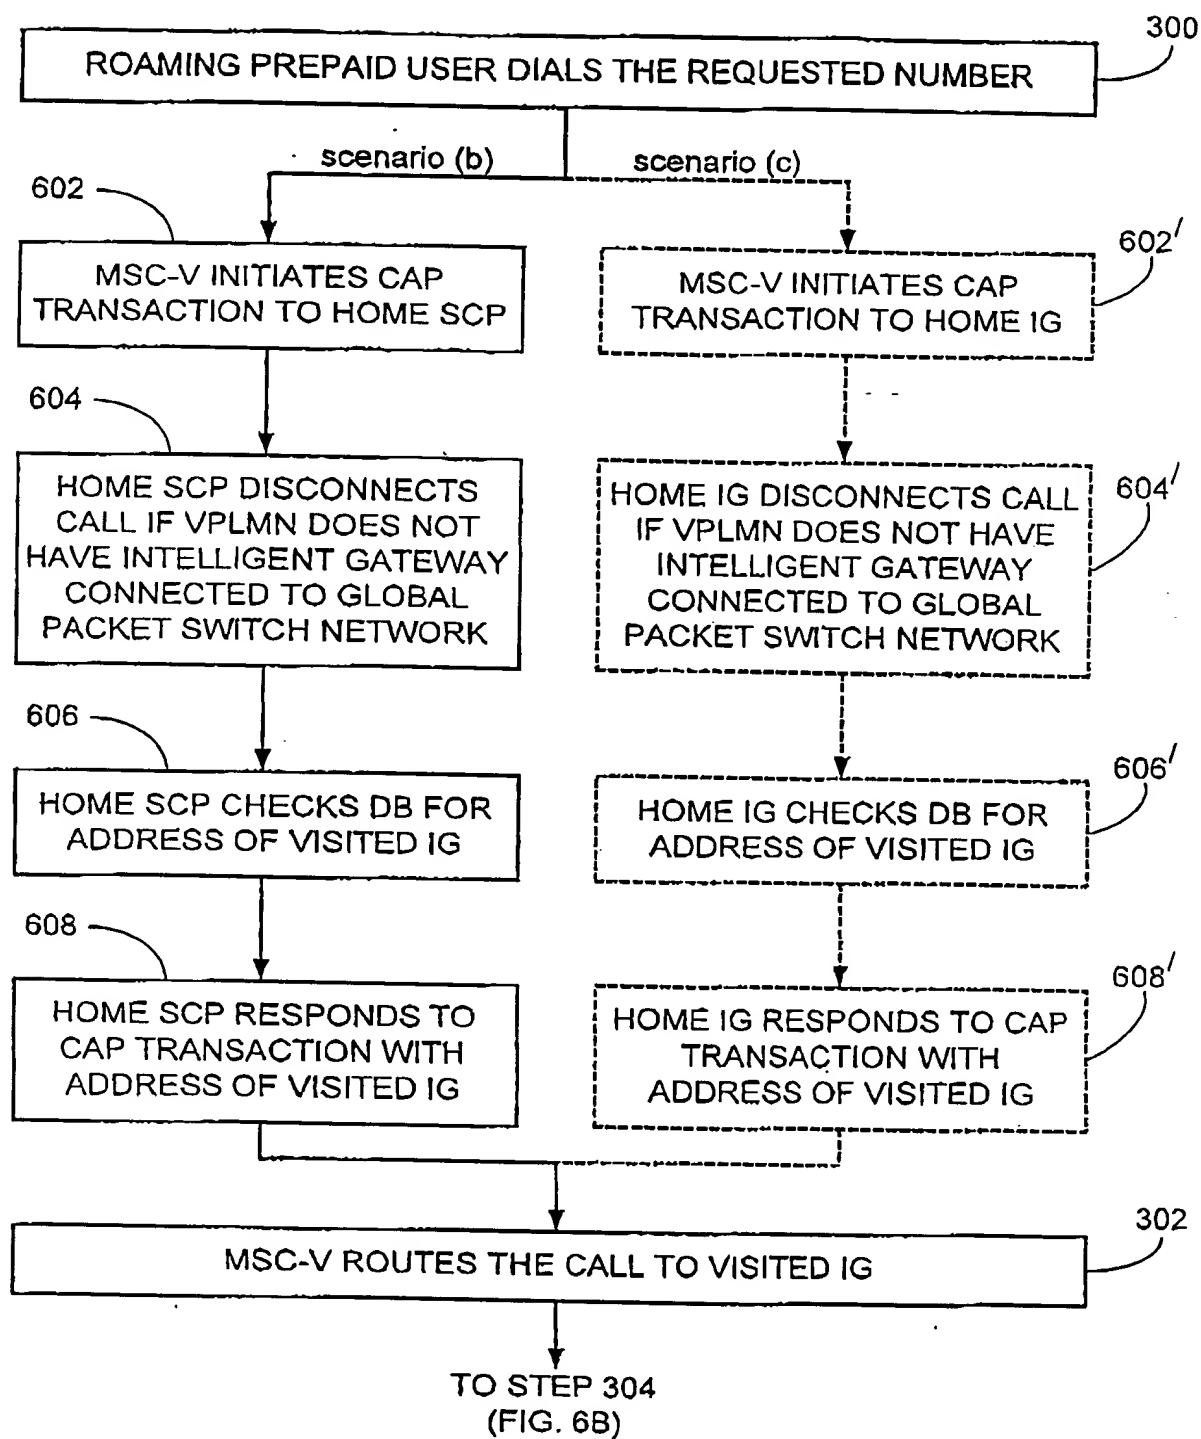 300
ROAMING PREPAID USER DIALS THE REQUESTED NUMBER
scenario (b)
scenario (c)
602
MSC-V INITIATES CAP
TRANSACTION TO HOME SCP
602'
MSC-V INITIATES CAP
TRANSACTION TO HOME IG
604
HOME SCP DISCONNECTS
CALL IF VPLMN DOES NOT
HAVE INTELLIGENT GATEWAY
CONNECTED TO GLOBAL
PACKET SWITCH NETWORK
604'
HOME IG DISCONNECTS CALL
IF VPLMN DOES NOT HAVE
INTELLIGENT GATEWAY
CONNECTED TO GLOBAL
PACKET SWITCH NETWORK
606
HOME SCP CHECKS DB FOR
ADDRESS OF VISITED IG
606'
HOME IG CHECKS DB FOR
ADDRESS OF VISITED IG
608
HOME SCP RESPONDS TO
CAP TRANSACTION WITH
ADDRESS OF VISITED IG
608'
HOME IG RESPONDS TO CAP
TRANSACTION WITH
ADDRESS OF VISITED IG
302
MSC-V ROUTES THE CALL TO VISITED IG
TO STEP 304
(FIG. 6B)